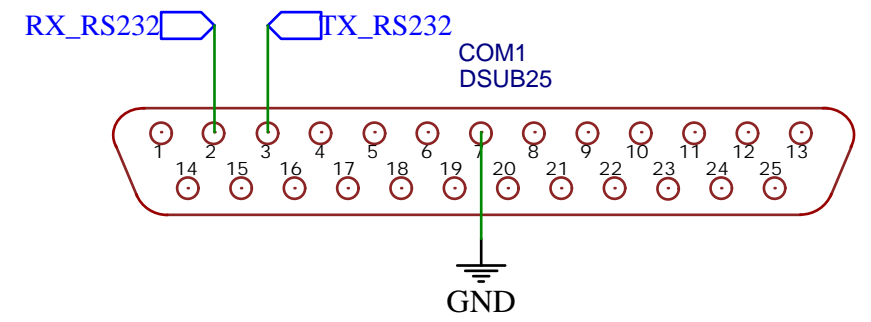 RX_RS232 TX_RS232
COM1
DSUB25
1 2 3 4 5 6 7 8 9 10 11 12 13
14 15 16 17 18 19 20 21 22 23 24 25
GND